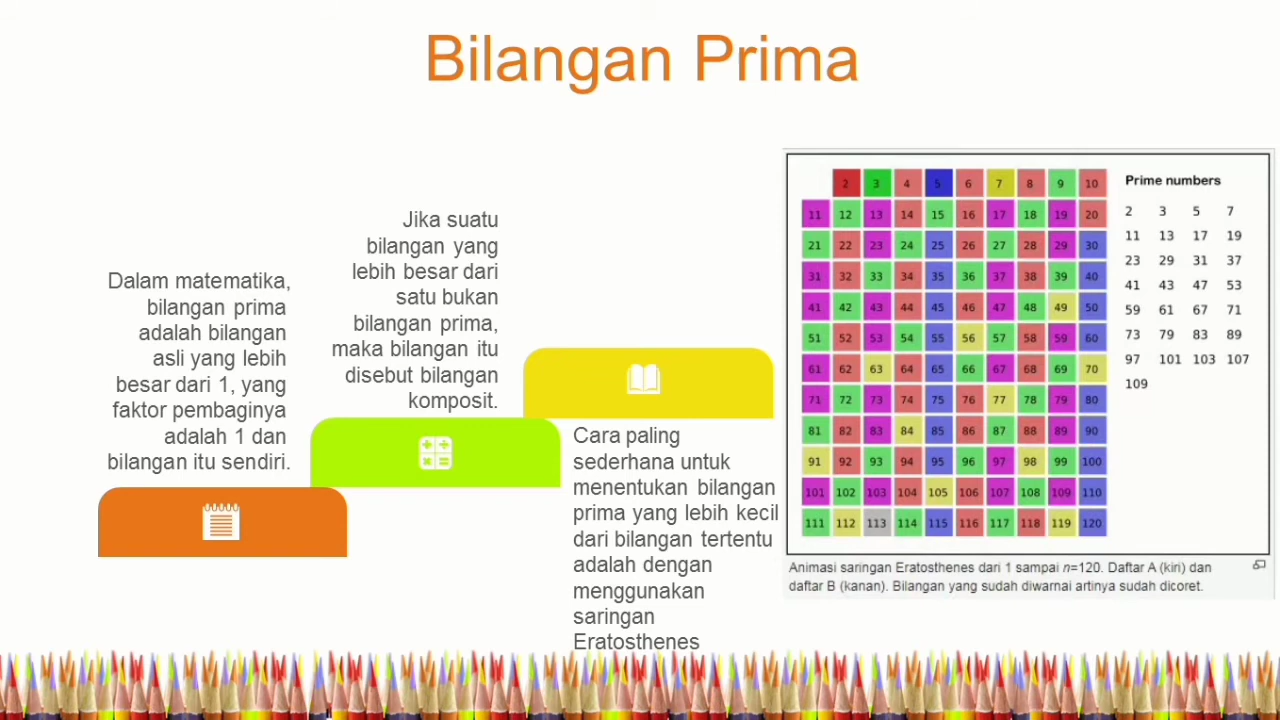 Bilangan Prima
Dalam matematika,
bilangan prima
adalah bilangan
asli yang lebih
besar dari 1, yang
faktor pembaginya
adalah 1 dan
bilangan itu sendiri.
Jika suatu
bilangan yang
lebih besar dari
satu bukan
bilangan prima,
maka bilangan itu
disebut bilangan
komposit.
Cara paling
sederhana untuk
menentukan bilangan
prima yang lebih kecil
dari bilangan tertentu
adalah dengan
menggunakan
saringan
Eratosthenes
2 3 4 5 6 7 8 9 10
11 12 13 14 15 16 17 18 19 20
21 22 23 24 25 26 27 28 29 30
31 32 33 34 35 36 37 38 39 40
41 42 43 44 45 46 47 48 49 50
51 52 53 54 55 56 57 58 59 60
61 62 63 64 65 66 67 68 69 70
71 72 73 74 75 76 77 78 79 80
81 82 83 84 85 86 87 88 89 90
91 92 93 94 95 96 97 98 99 100
101 102 103 104 105 106 107 108 109 110
111 112 113 114 115 116 117 118 119 120
Prime numbers
2 3 5 7
11 13 17 19
23 29 31 37
41 43 47 53
59 61 67 71
73 79 83 89
97 101 103 107
109
Animasi saringan Eratosthenes dari 1 sampai n=120. Daftar A (kiri) dan
daftar B (kanan). Bilangan yang sudah diwarnai artinya sudah dicoret.